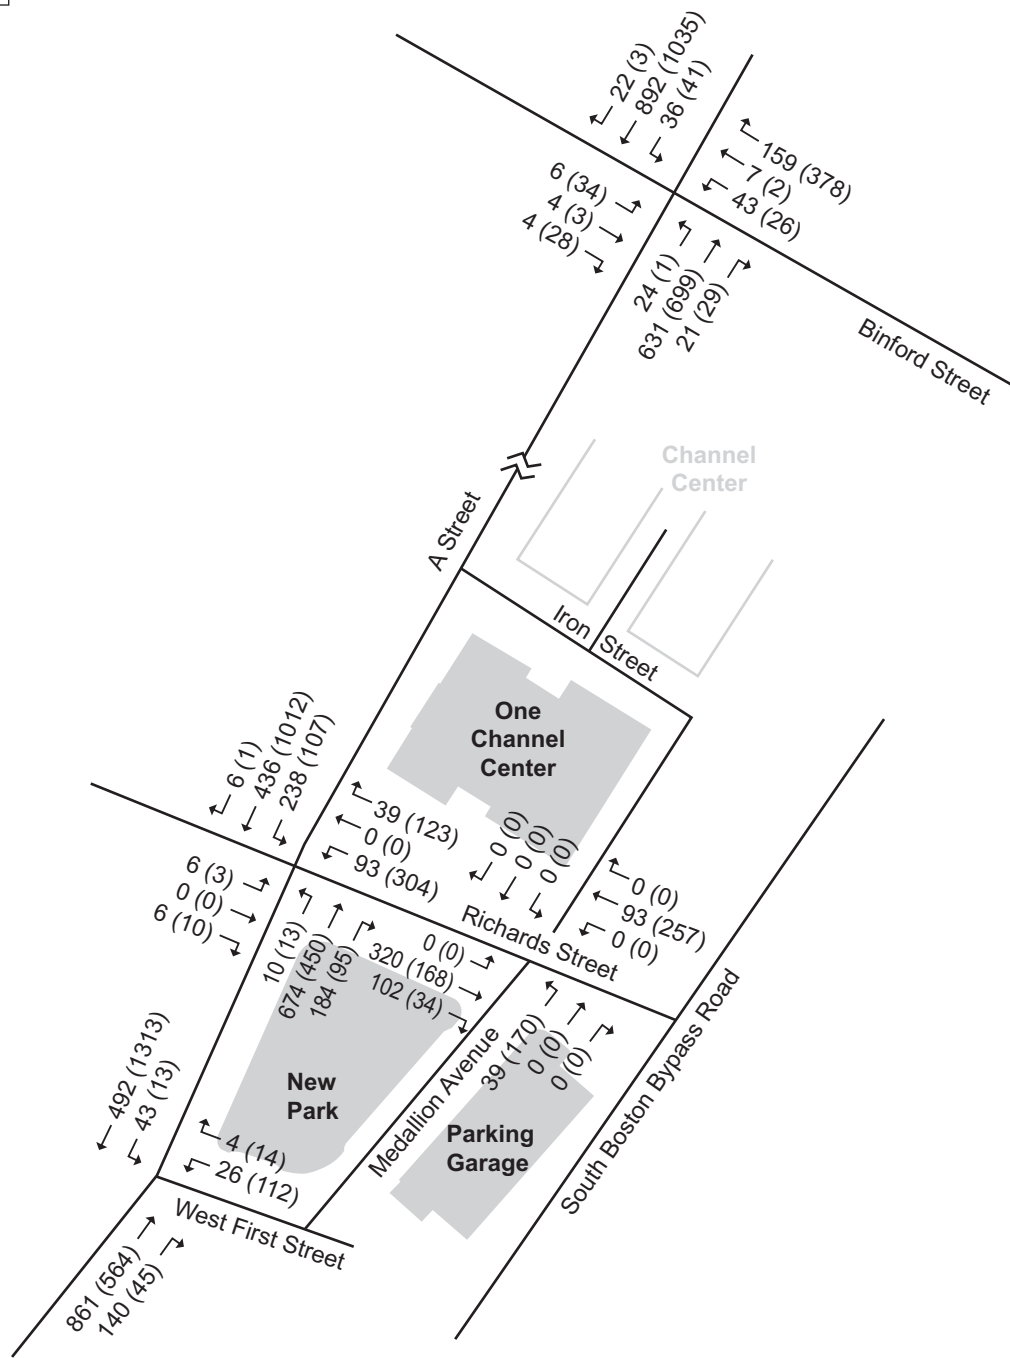 22 (3)
892 (1035)
36 (41)
159 (378)
7 (2)
43 (26)
6 (34)
4 (3)
4 (28)
24 (1)
631 (699)
21 (29)
Binford Street
Channel
Center
A Street
Iron Street
One
Channel
Center
6 (1)
436 (1012)
238 (107)
39 (123)
0 (0)
93 (304)
0 (0)
0 (0)
0 (0)
0 (0)
93 (257)
0 (0)
6 (3)
0 (0)
6 (10)
Richards Street
10 (13)
674 (450)
184 (95)
0 (0)
320 (168)
102 (34)
39 (170)
0 (0)
0 (0)
South Boston Bypass Road
492 (1313)
43 (13)
New
Park
Medallion Avenue
Parking
Garage
4 (14)
26 (112)
West First Street
861 (564)
140 (45)